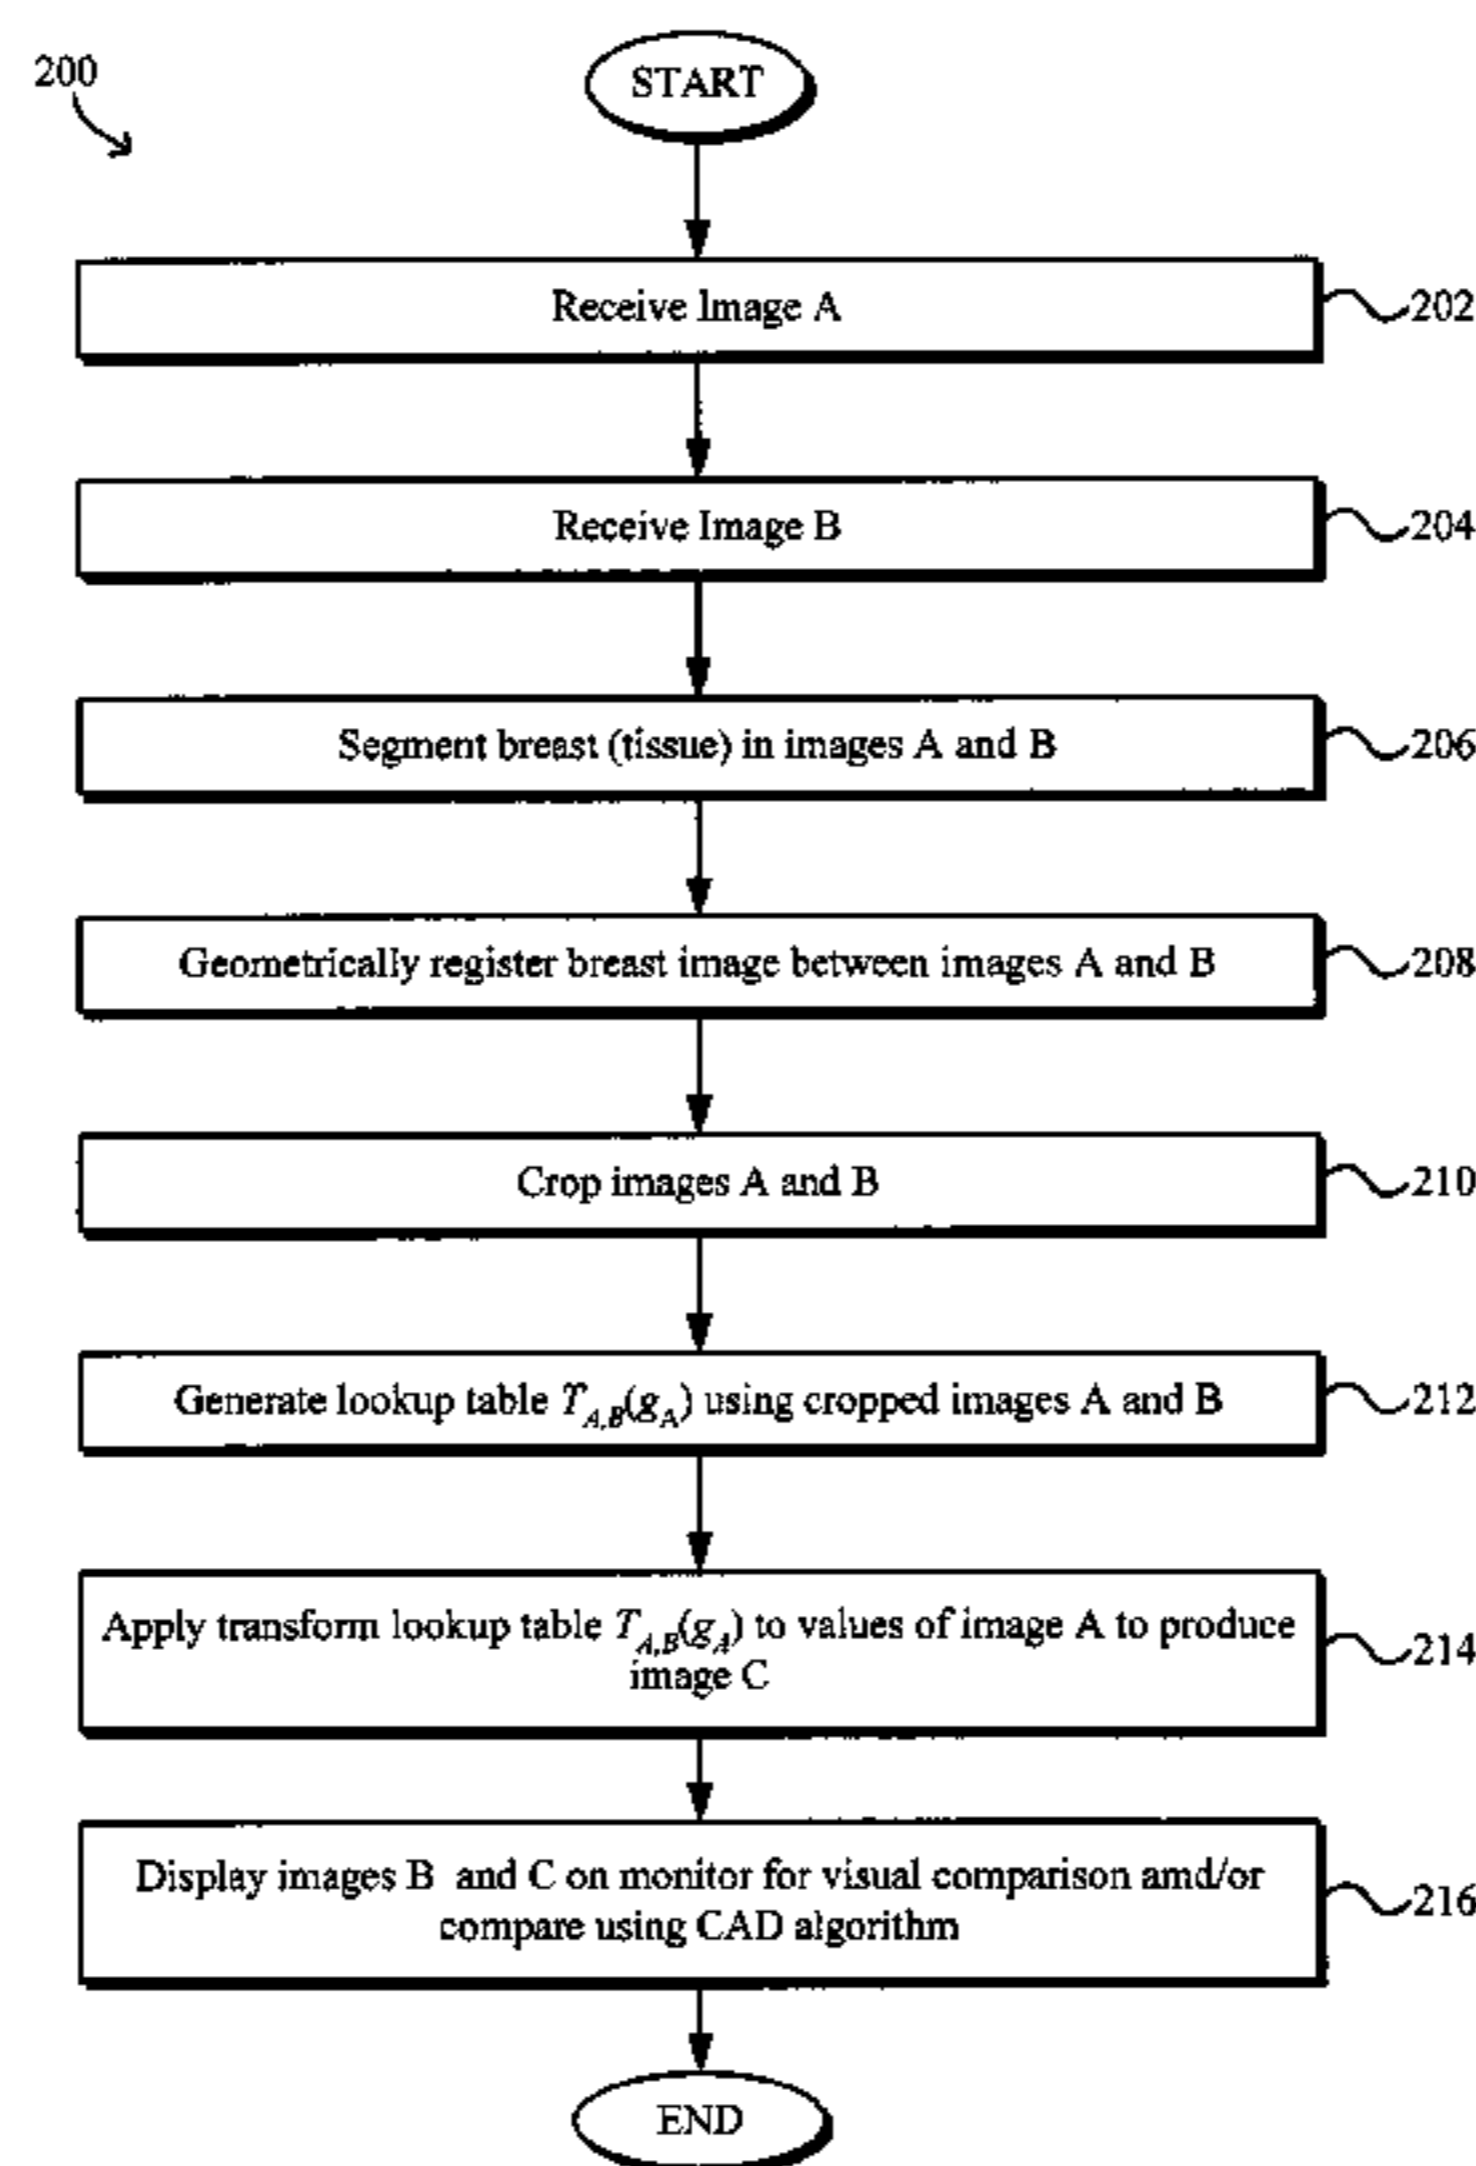 200
START
Receive Image A
202
Receive Image B
204
Segment breast (tissue) in images A and B
206
Geometrically register breast image between images A and B
208
Crop images A and B
210
Generate lookup table T_{A,B}(g_A) using cropped images A and B
212
Apply transform lookup table T_{A,B}(g_A) to values of image A to produce
image C
214
Display images B and C on monitor for visual comparison amd/or
compare using CAD algorithm
216
END